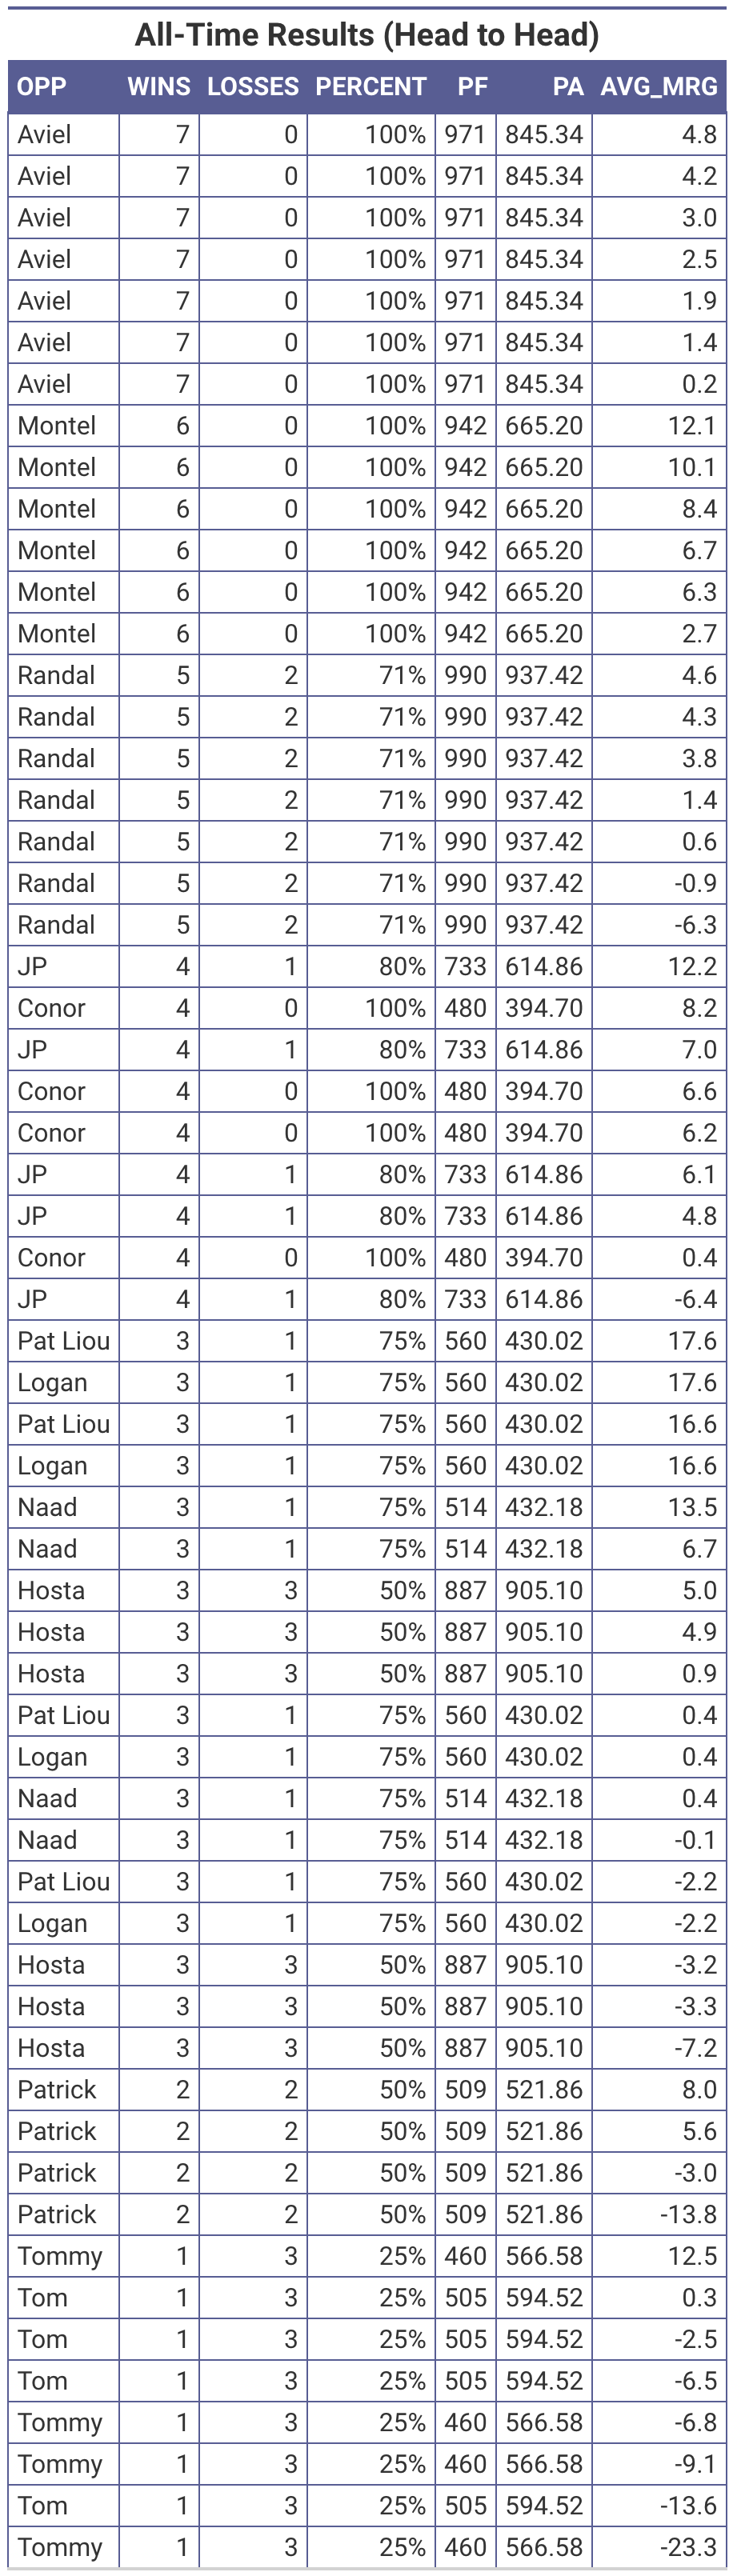 All-Time Results (Head to Head)
OPP WINS LOSSES PERCENT PF PA AVG_MRG
Aviel 7 0 100% 971 845.34 4.8
Aviel 7 0 100% 971 845.34 4.2
Aviel 7 0 100% 971 845.34 3.0
Aviel 7 0 100% 971 845.34 2.5
Aviel 7 0 100% 971 845.34 1.9
Aviel 7 0 100% 971 845.34 1.4
Aviel 7 0 100% 971 845.34 0.2
Montel 6 0 100% 942 665.20 12.1
Montel 6 0 100% 942 665.20 10.1
Montel 6 0 100% 942 665.20 8.4
Montel 6 0 100% 942 665.20 6.7
Montel 6 0 100% 942 665.20 6.3
Montel 6 0 100% 942 665.20 2.7
Randal 5 2 71% 990 937.42 4.6
Randal 5 2 71% 990 937.42 4.3
Randal 5 2 71% 990 937.42 3.8
Randal 5 2 71% 990 937.42 1.4
Randal 5 2 71% 990 937.42 0.6
Randal 5 2 71% 990 937.42 -0.9
Randal 5 2 71% 990 937.42 -6.3
JP 4 1 80% 733 614.86 12.2
Conor 4 0 100% 480 394.70 8.2
JP 4 1 80% 733 614.86 7.0
Conor 4 0 100% 480 394.70 6.6
Conor 4 0 100% 480 394.70 6.2
JP 4 1 80% 733 614.86 6.1
JP 4 1 80% 733 614.86 4.8
Conor 4 0 100% 480 394.70 0.4
JP 4 1 80% 733 614.86 -6.4
Pat Liou 3 1 75% 560 430.02 17.6
Logan 3 1 75% 560 430.02 17.6
Pat Liou 3 1 75% 560 430.02 16.6
Logan 3 1 75% 560 430.02 16.6
Naad 3 1 75% 514 432.18 13.5
Naad 3 1 75% 514 432.18 6.7
Hosta 3 3 50% 887 905.10 5.0
Hosta 3 3 50% 887 905.10 4.9
Hosta 3 3 50% 887 905.10 0.9
Pat Liou 3 1 75% 560 430.02 0.4
Logan 3 1 75% 560 430.02 0.4
Naad 3 1 75% 514 432.18 0.4
Naad 3 1 75% 514 432.18 -0.1
Pat Liou 3 1 75% 560 430.02 -2.2
Logan 3 1 75% 560 430.02 -2.2
Hosta 3 3 50% 887 905.10 -3.2
Hosta 3 3 50% 887 905.10 -3.3
Hosta 3 3 50% 887 905.10 -7.2
Patrick 2 2 50% 509 521.86 8.0
Patrick 2 2 50% 509 521.86 5.6
Patrick 2 2 50% 509 521.86 -3.0
Patrick 2 2 50% 509 521.86 -13.8
Tommy 1 3 25% 460 566.58 12.5
Tom 1 3 25% 505 594.52 0.3
Tom 1 3 25% 505 594.52 -2.5
Tom 1 3 25% 505 594.52 -6.5
Tommy 1 3 25% 460 566.58 -6.8
Tommy 1 3 25% 460 566.58 -9.1
Tom 1 3 25% 505 594.52 -13.6
Tommy 1 3 25% 460 566.58 -23.3